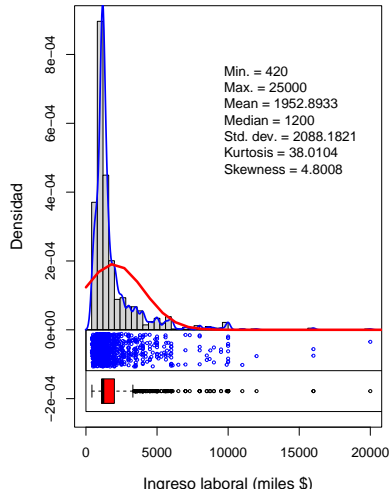 Densidad
8e−04
6e−04
4e−04
2e−04
0e+00
−2e−04
Min. = 420
Max. = 25000
Mean = 1952.8933
Median = 1200
Std. dev. = 2088.1821
Kurtosis = 38.0104
Skewness = 4.8008
0 5000 10000 15000 20000
Ingreso laboral (miles $)